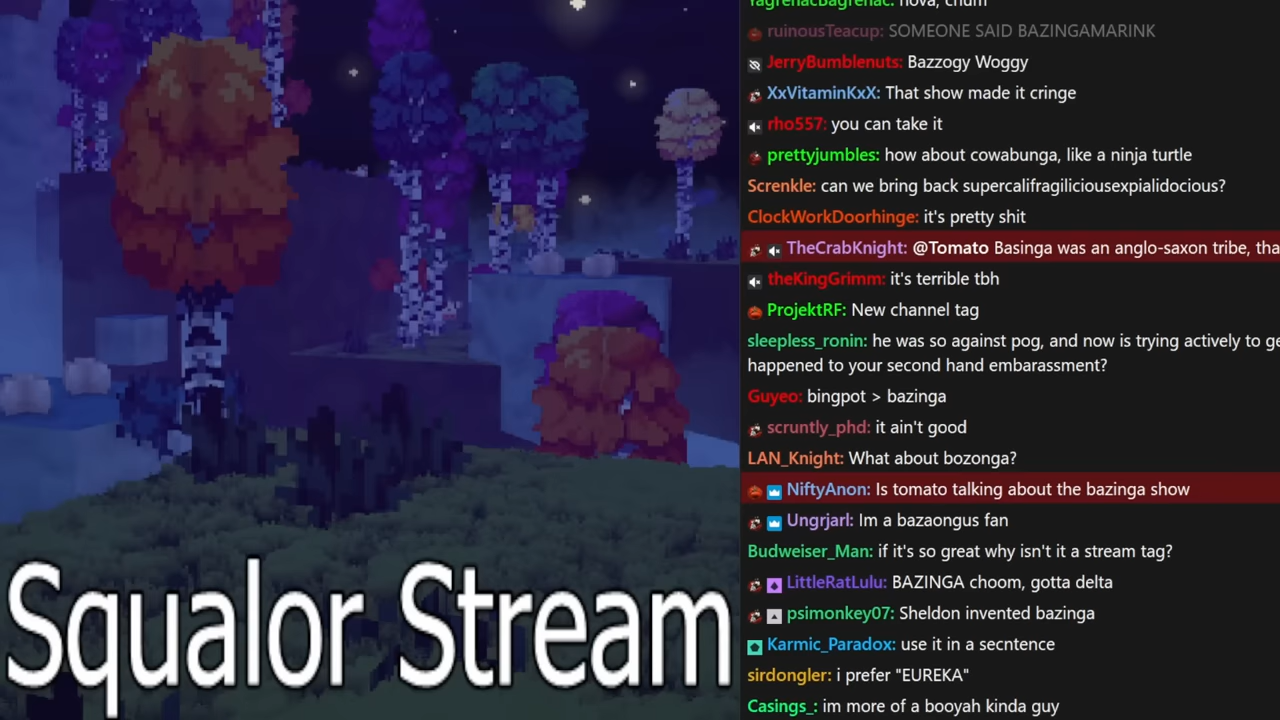 YagrenacBagrenac: nova, chum
ruinousTeacup: SOMEONE SAID BAZINGAMARINK
JerryBumblenuts: Bazzogy Woggy
XxVitaminKxX: That show made it cringe
rho557: you can take it
prettyjumbles: how about cowabunga, like a ninja turtle
Screnkle: can we bring back supercalifragiliciousexpialidocious?
ClockWorkDoorhinge: it's pretty shit
TheCrabKnight: @Tomato Basinga was an anglo-saxon tribe, tha
theKingGrimm: it's terrible tbh
ProjektRF: New channel tag
sleepless_ronin: he was so against pog, and now is trying actively to ge
happened to your second hand embarassment?
Guyeo: bingpot > bazinga
scruntly_phd: it ain't good
LAN_Knight: What about bozonga?
NiftyAnon: Is tomato talking about the bazinga show
Ungrjarl: Im a bazaongus fan
Budweiser_Man: if it's so great why isn't it a stream tag?
LittleRatLulu: BAZINGA choom, gotta delta
psimonkey07: Sheldon invented bazinga
Karmic_Paradox: use it in a secntence
sirdongler: i prefer "EUREKA"
Casings_: im more of a booyah kinda guy
Squalor Stream